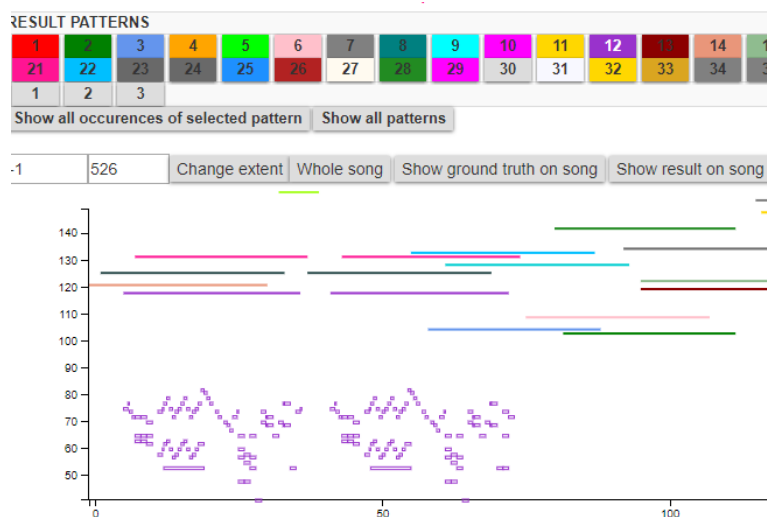 RESULT PATTERNS
1 2 3 4 5 6 7 8 9 10 11 12 13 14
21 22 23 24 25 26 27 28 29 30 31 32 33 34
1 2 3
Show all occurences of selected pattern Show all patterns
-1 526 Change extent Whole song Show ground truth on song Show result on song
140
130
120
110
100
90
80
70
60
50
0 50 100